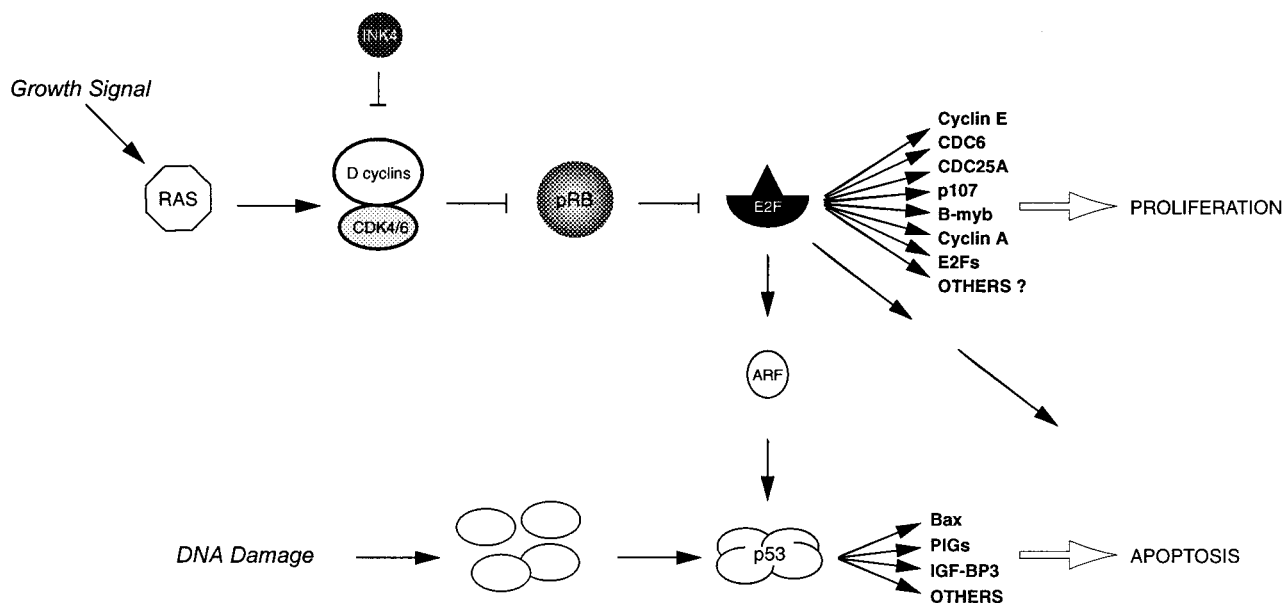 INK4
Growth Signal
RAS
D cyclins
CDK4/6
pRB
E2F
Cyclin E
CDC6
CDC25A
p107
B-myb
Cyclin A
E2Fs
OTHERS ?
PROLIFERATION
ARF
DNA Damage
p53
Bax
PIGs
IGF-BP3
OTHERS
APOPTOSIS